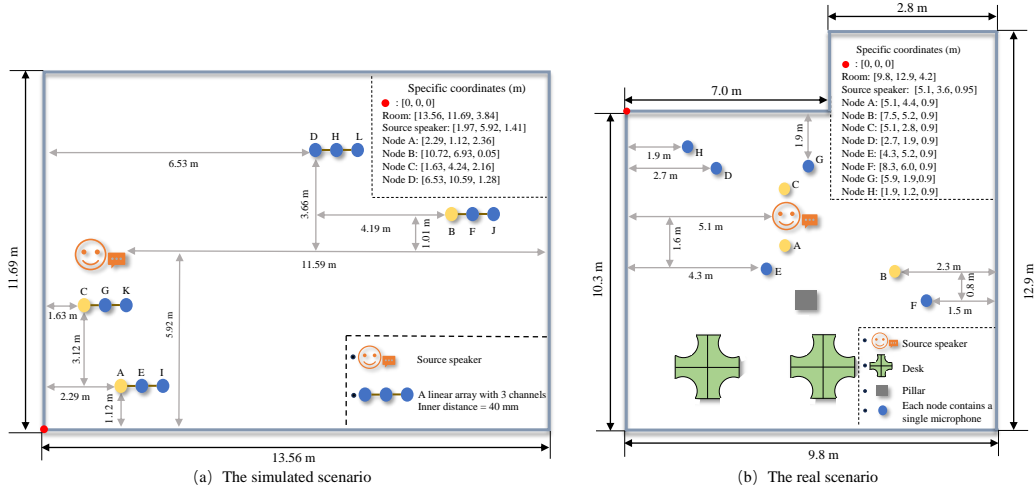 Specific coordinates (m)
: [0, 0, 0]
Room: [13.56, 11.69, 3.84]
Source speaker: [1.97, 5.92, 1.41]
Node A: [2.29, 1.12, 2.36]
Node B: [10.72, 6.93, 0.05]
Node C: [1.63, 4.24, 2.16]
Node D: [6.53, 10.59, 1.28]
D H L
6.53 m
3.66 m
4.19 m
1.01 m
B F J
11.59 m
11.69 m
5.92 m
C G K
1.63 m
3.12 m
A E I
2.29 m
1.12 m
Source speaker
A linear array with 3 channels
Inner distance = 40 mm
13.56 m
(a) The simulated scenario
2.8 m
Specific coordinates (m)
: [0, 0, 0]
Room: [9.8, 12.9, 4.2]
Source speaker: [5.1, 3.6, 0.95]
Node A: [5.1, 4.4, 0.9]
Node B: [7.5, 5.2, 0.9]
Node C: [5.1, 2.8, 0.9]
Node D: [2.7, 1.9, 0.9]
Node E: [4.3, 5.2, 0.9]
Node F: [8.3, 6.0, 0.9]
Node G: [5.9, 1.9,0.9]
Node H: [1.9, 1.2, 0.9]
7.0 m
1.9 m
1.9 m
H
2.7 m
D
G
C
5.1 m
1.6 m
A
4.3 m
E
B
2.3 m
0.8 m
F
1.5 m
10.3 m
12.9 m
Source speaker
Desk
Pillar
Each node contains a
single microphone
9.8 m
(b) The real scenario